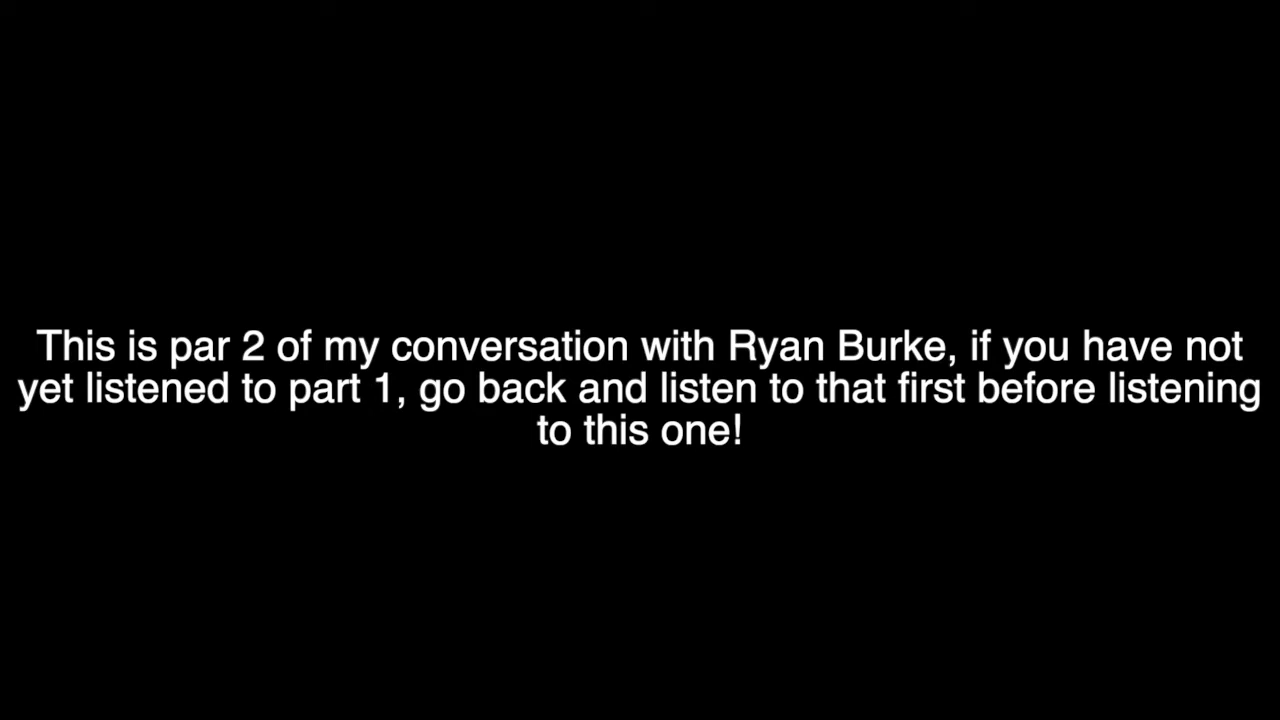 This is par 2 of my conversation with Ryan Burke, if you have not
yet listened to part 1, go back and listen to that first before listening
to this one!